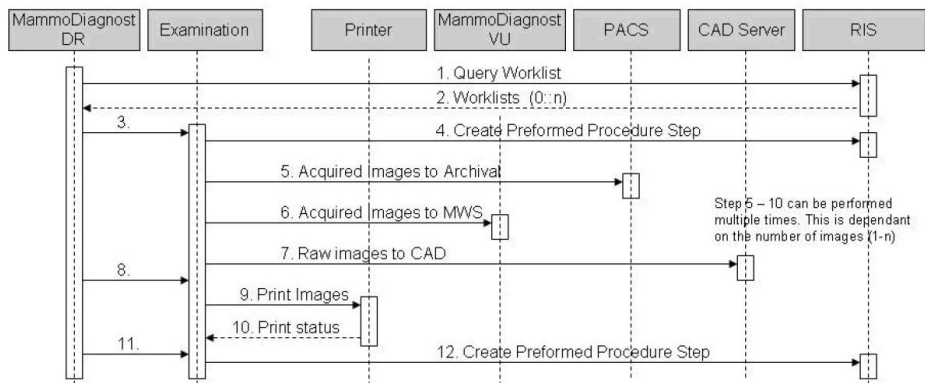 MammoDiagnost
DR
Examination
Printer
MammoDiagnost
VU
PACS
CAD Server
RIS
1. Query Worklist
2. Worklists (0::n)
3.
4. Create Preformed Procedure Step
5. Acquired Images to Archival
6. Acquired Images to MWS
Step 5 – 10 can be performed
multiple times. This is dependant
on the number of images (1-n)
7. Raw images to CAD
8.
9. Print Images
10. Print status
11.
12. Create Preformed Procedure Step